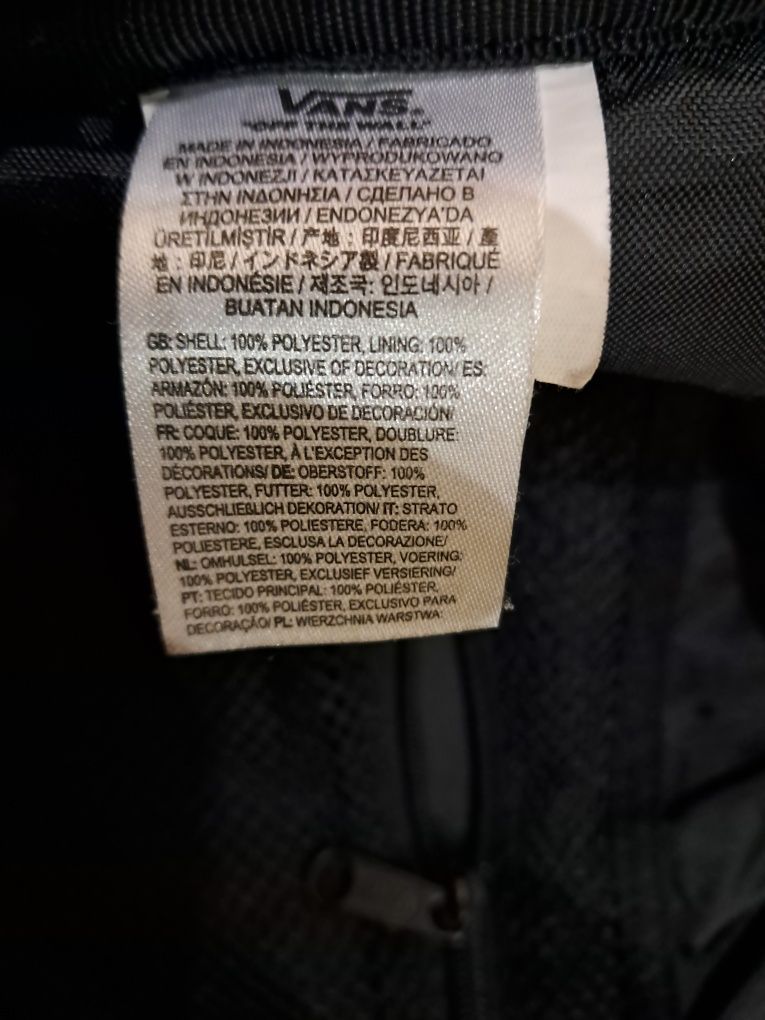 VANS
"OFF THE WALL"
MADE IN INDONESIA / FABRICADO
EN INDONESIA / WYPRODUKOWANO
W INDONEZJI / ΚΑΤΑΣΚΕΥΑΖΕΤΑΙ
ΣΤΗΝ ΙΝΔΟΝΗΣΙΑ / СДЕЛАНО В
ИНДОНЕЗИИ / ENDONEZYA'DA
ÜRETİLMİŞTİR / 产地 : 印度尼西亚 / 產
地 : 印尼 / インドネシア製 / FABRIQUÉ
EN INDONÉSIE / 제조국: 인도네시아 /
BUATAN INDONESIA
GB: SHELL: 100% POLYESTER, LINING: 100%
POLYESTER, EXCLUSIVE OF DECORATION/ ES:
ARMAZÓN: 100% POLIÉSTER, FORRO: 100%
POLIÉSTER, EXCLUSIVO DE DECORACIÓN/
FR: COQUE: 100% POLYESTER, DOUBLURE:
100% POLYESTER, À L'EXCEPTION DES
DÉCORATIONS/ DE: OBERSTOFF: 100%
POLYESTER, FUTTER: 100% POLYESTER,
AUSSCHLIEßLICH DEKORATION/ IT: STRATO
ESTERNO: 100% POLIESTERE, FODERA: 100%
POLIESTERE, ESCLUSA LA DECORAZIONE/
NL: OMHULSEL: 100% POLYESTER, VOERING:
100% POLYESTER, EXCLUSIEF VERSIERING/
PT: TECIDO PRINCIPAL: 100% POLIÉSTER,
FORRO: 100% POLIÉSTER, EXCLUSIVO PARA
DECORAÇÃO/ PL: WIERZCHNIA WARSTWA: